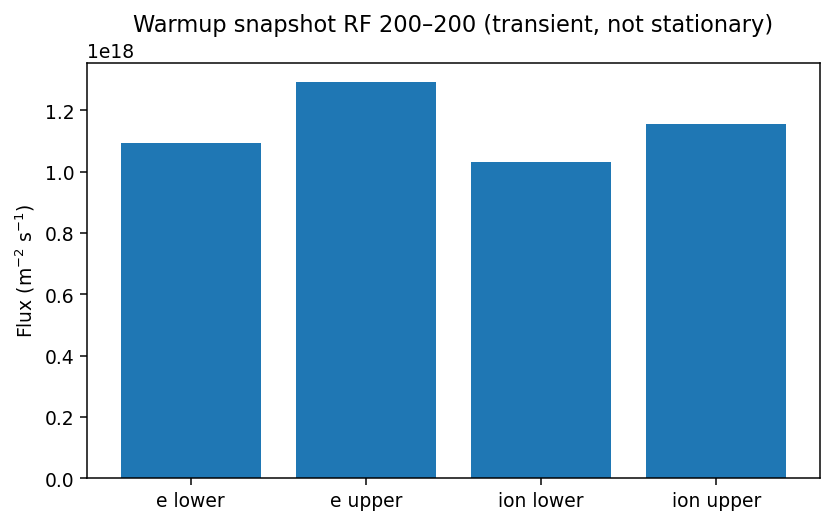 Warmup snapshot RF 200–200 (transient, not stationary)
1e18
1.2
1.0
0.8
0.6
0.4
0.2
0.0
Flux (m⁻² s⁻¹)
e lower
e upper
ion lower
ion upper